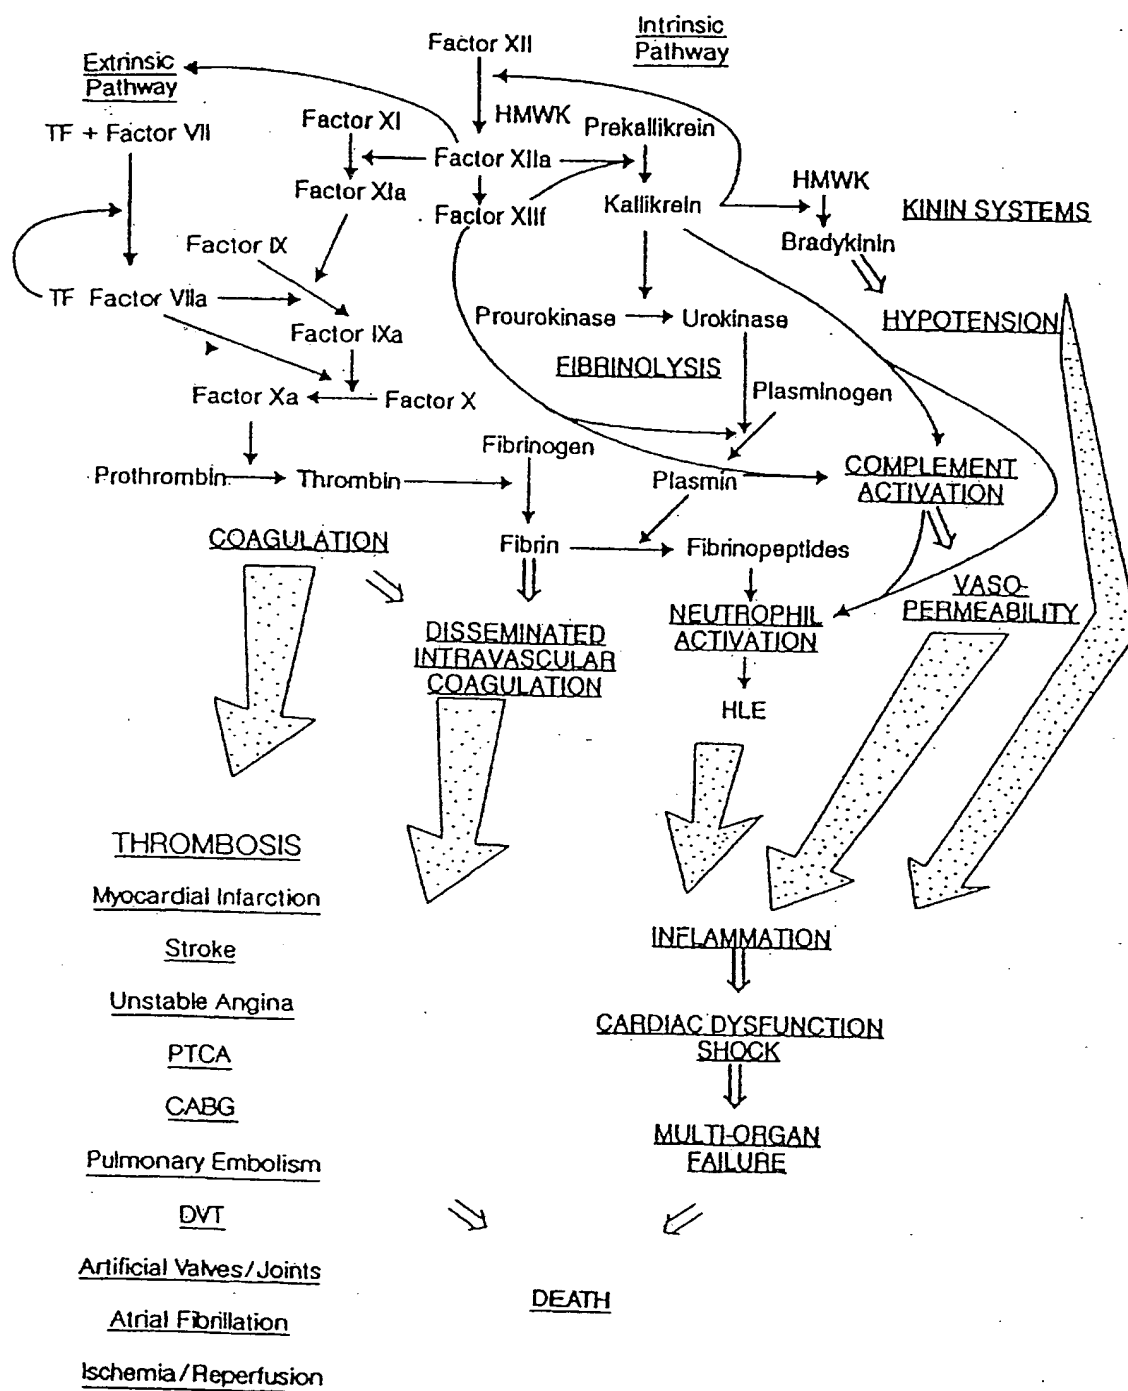 Intrinsic
Pathway
Factor XII
Extrinsic
Pathway
HMWK
Factor XI
Prekallikrein
TF + Factor VII
Factor XIIa
HMWK
Factor XIa
Factor XIIf
Kallikrein
KININ SYSTEMS
Factor IX
Bradykinin
TF Factor VIIa
Prourokinase
Urokinase
HYPOTENSION
Factor IXa
FIBRINOLYSIS
Plasminogen
Factor Xa
Factor X
Fibrinogen
Prothrombin
Thrombin
Plasmin
COMPLEMENT
ACTIVATION
COAGULATION
Fibrin
Fibrinopeptides
VASO-
PERMEABILITY
NEUTROPHIL
ACTIVATION
DISSEMINATED
INTRAVASCULAR
COAGULATION
HLE
THROMBOSIS
Myocardial Infarction
INFLAMMATION
Stroke
Unstable Angina
CARDIAC DYSFUNCTION
SHOCK
PTCA
CABG
MULTI-ORGAN
FAILURE
Pulmonary Embolism
DVT
Artificial Valves/Joints
DEATH
Atrial Fibrillation
Ischemia/Reperfusion